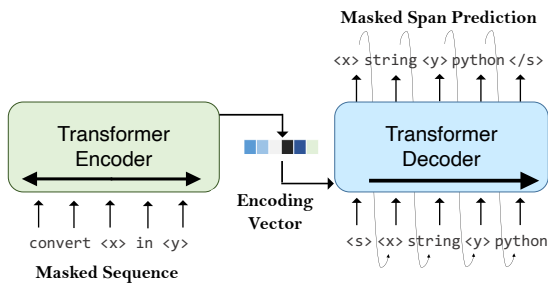 Masked Span Prediction
<x> string <y> python </s>
Transformer
Encoder
Transformer
Decoder
Encoding
Vector
convert <x> in <y>
<s> <x> string <y> python
Masked Sequence